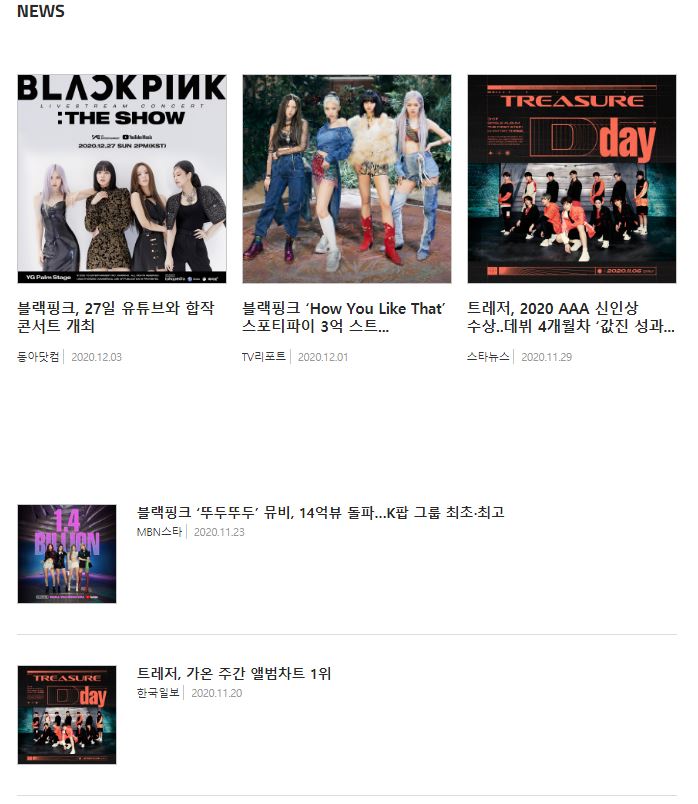 NEWS
BLACKPINK
LIVESTREAM CONCERT
:THE SHOW
YG ENTERTAINMENT YouTube Music
2020.12.27 SUN 2PM(KST)
YG Palm Stage
블랙핑크, 27일 유튜브와 합작
콘서트 개최
동아닷컴 2020.12.03
블랙핑크 ‘How You Like That’
스포티파이 3억 스트...
TV리포트 2020.12.01
TREASURE
D day
2020.11.06
트레저, 2020 AAA 신인상
수상..데뷔 4개월차 ‘값진 성과...
스타뉴스 2020.11.29
1.4
BILLION
블랙핑크 ‘뚜두뚜두’ 뮤비, 14억뷰 돌파…K팝 그룹 최초·최고
MBN스타 2020.11.23
TREASURE
D day
트레저, 가온 주간 앨범차트 1위
한국일보 2020.11.20